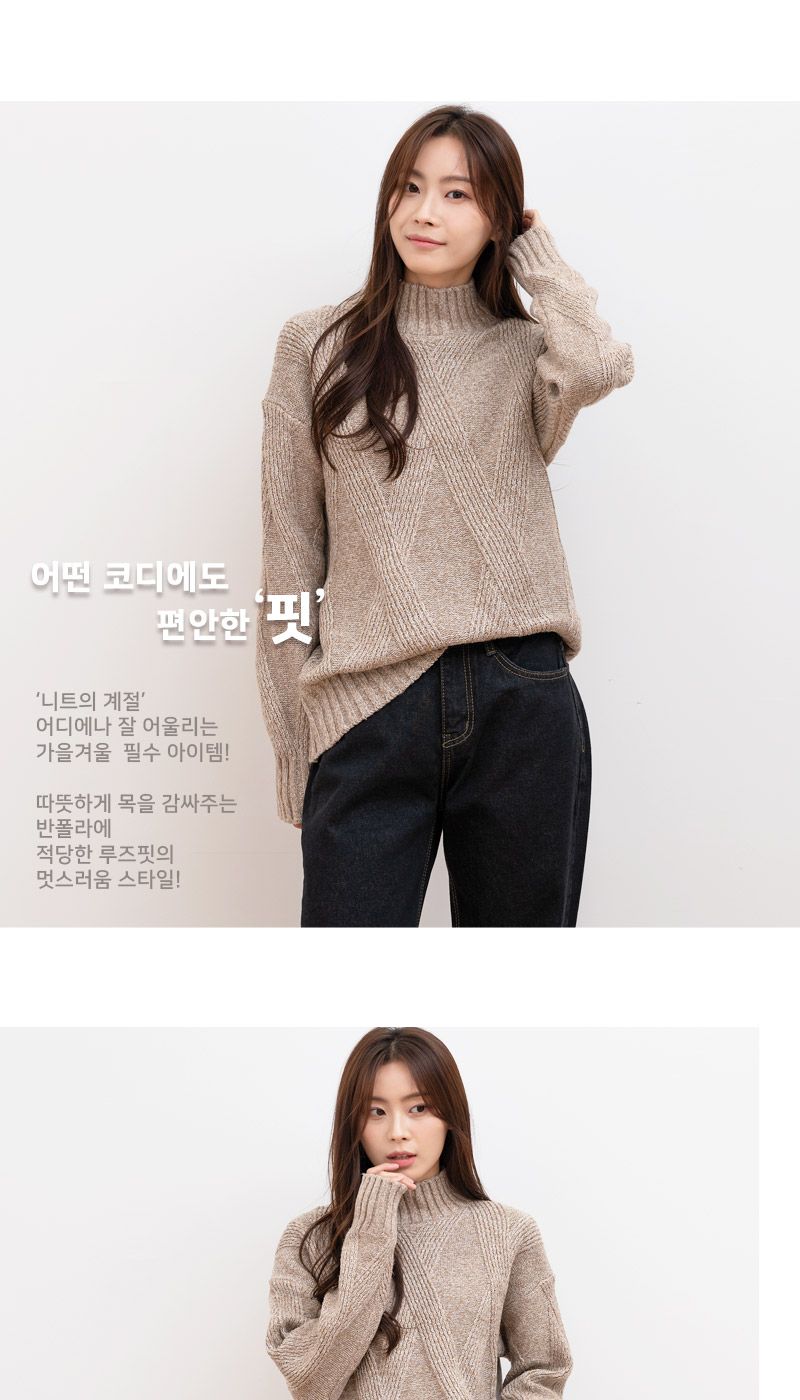 어떤 코디에도
편안한 ‘핏’
‘니트의 계절’
어디에나 잘 어울리는
가을겨울 필수 아이템!
따뜻하게 목을 감싸주는
반폴라에
적당한 루즈핏의
멋스러움 스타일!